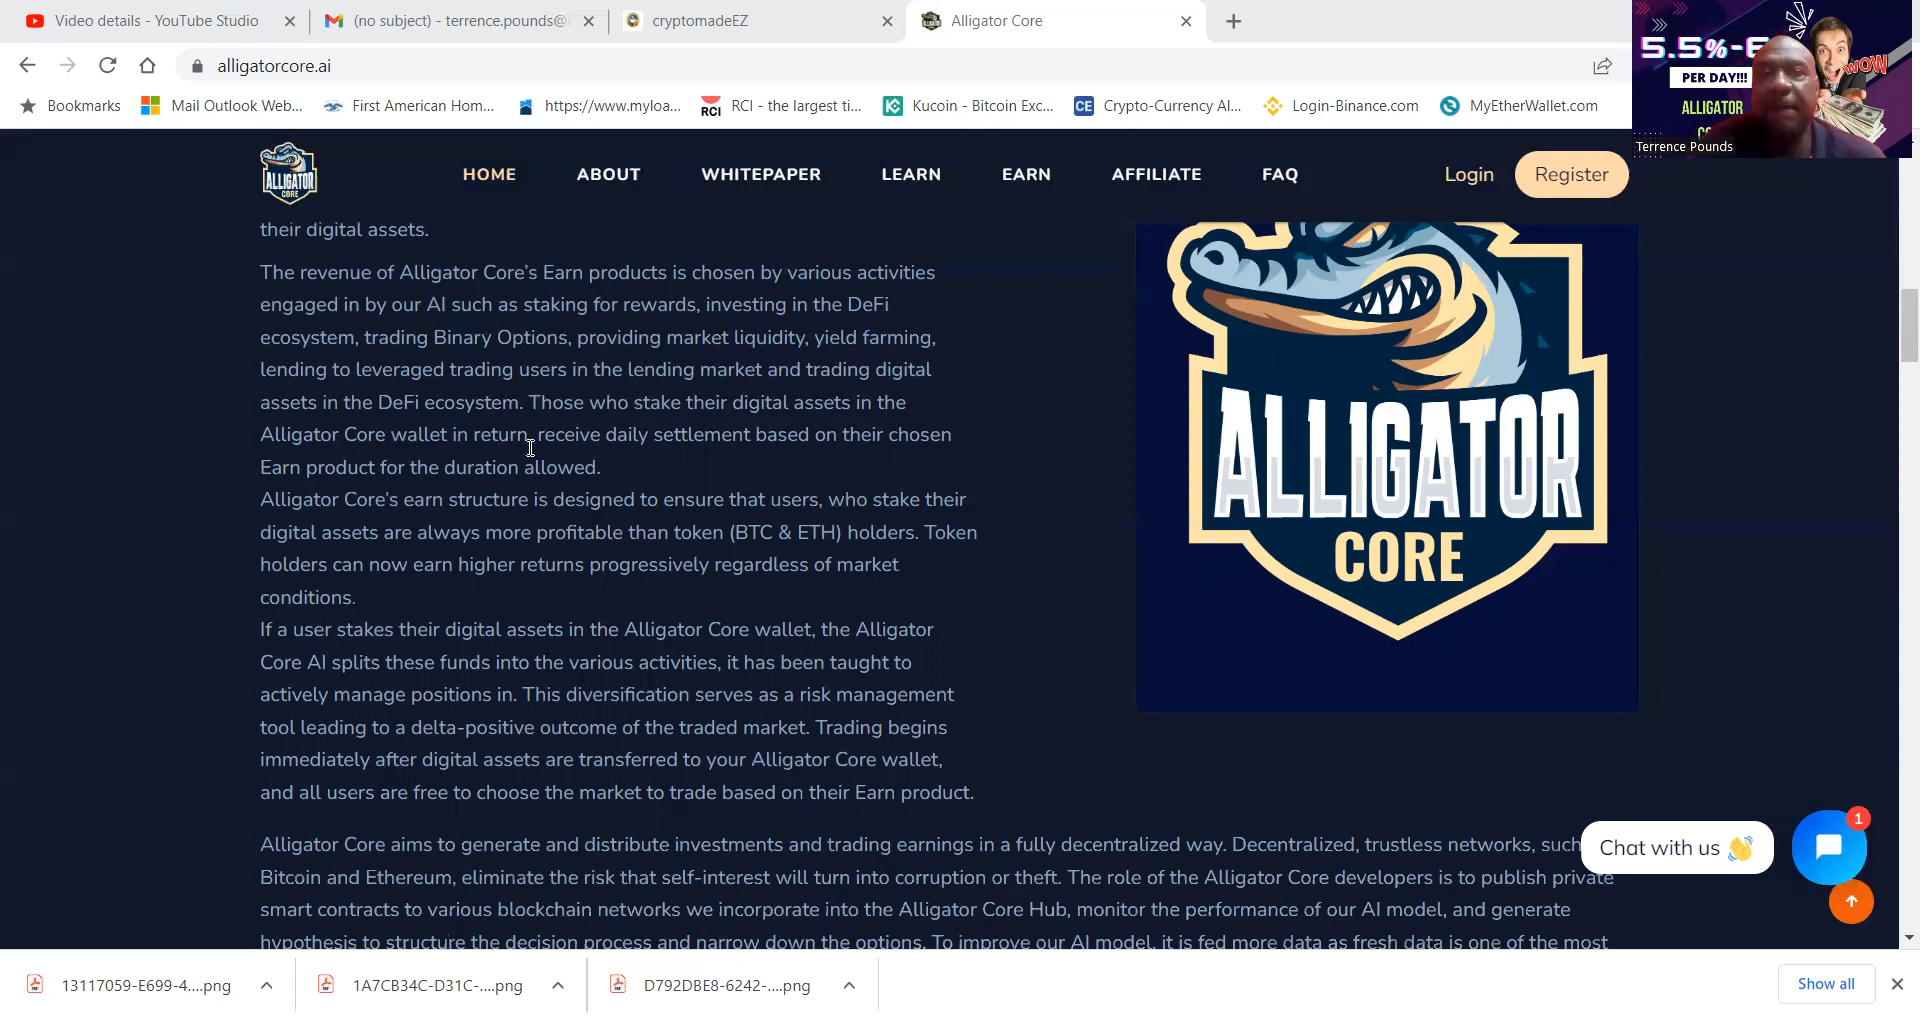 Video details - YouTube Studio
(no subject) - terrence.pounds@
cryptomadeEZ
Alligator Core
alligatorcore.ai
Bookmarks
Mail Outlook Web...
First American Hom...
https://www.myloa...
RCI
RCI - the largest ti...
Kucoin - Bitcoin Exc...
CE
Crypto-Currency Al...
Login-Binance.com
MyEtherWallet.com
5.5%-6
PER DAY!!!
WOW
ALLIGATOR
Terrence Pounds
ALLIGATOR
CORE
HOME
ABOUT
WHITEPAPER
LEARN
EARN
AFFILIATE
FAQ
Login
Register
their digital assets.
The revenue of Alligator Core’s Earn products is chosen by various activities
engaged in by our AI such as staking for rewards, investing in the DeFi
ecosystem, trading Binary Options, providing market liquidity, yield farming,
lending to leveraged trading users in the lending market and trading digital
assets in the DeFi ecosystem. Those who stake their digital assets in the
Alligator Core wallet in return, receive daily settlement based on their chosen
Earn product for the duration allowed.
Alligator Core's earn structure is designed to ensure that users, who stake their
digital assets are always more profitable than token (BTC & ETH) holders. Token
holders can now earn higher returns progressively regardless of market
conditions.
If a user stakes their digital assets in the Alligator Core wallet, the Alligator
Core AI splits these funds into the various activities, it has been taught to
actively manage positions in. This diversification serves as a risk management
tool leading to a delta-positive outcome of the traded market. Trading begins
immediately after digital assets are transferred to your Alligator Core wallet,
and all users are free to choose the market to trade based on their Earn product.
ALLIGATOR
CORE
Alligator Core aims to generate and distribute investments and trading earnings in a fully decentralized way. Decentralized, trustless networks, such
Bitcoin and Ethereum, eliminate the risk that self-interest will turn into corruption or theft. The role of the Alligator Core developers is to publish private
smart contracts to various blockchain networks we incorporate into the Alligator Core Hub, monitor the performance of our AI model, and generate
hypothesis to structure the decision process and narrow down the options. To improve our AI model, it is fed more data as fresh data is one of the most
Chat with us 👋
1
13117059-E699-4....png
1A7CB34C-D31C-....png
D792DBE8-6242-....png
Show all